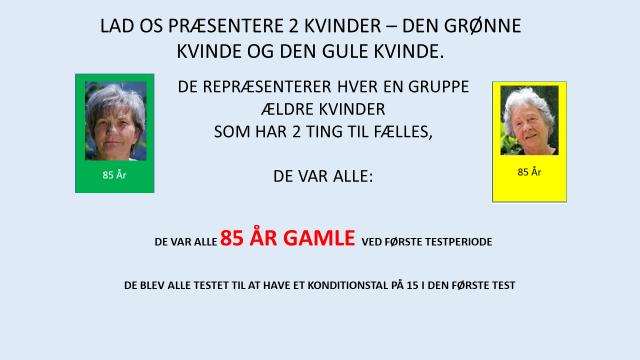 LAD OS PRÆSENTERE 2 KVINDER – DEN GRØNNE
KVINDE OG DEN GULE KVINDE.
DE REPRÆSENTERER HVER EN GRUPPE
ÆLDRE KVINDER
SOM HAR 2 TING TIL FÆLLES,
DE VAR ALLE:
85 År
85 År
DE VAR ALLE 85 ÅR GAMLE VED FØRSTE TESTPERIODE
DE BLEV ALLE TESTET TIL AT HAVE ET KONDITIONSTAL PÅ 15 I DEN FØRSTE TEST